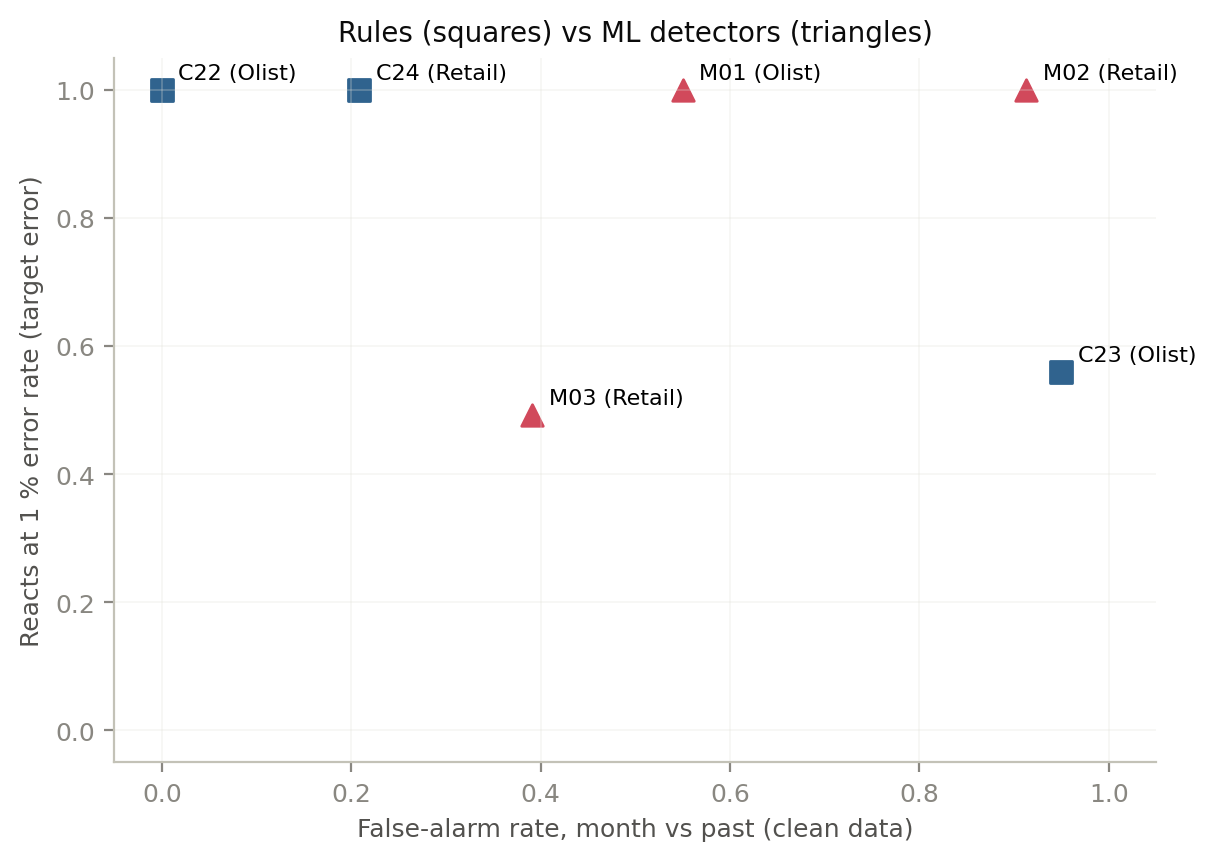 Rules (squares) vs ML detectors (triangles)
C22 (Olist)
C24 (Retail)
M01 (Olist)
M02 (Retail)
C23 (Olist)
M03 (Retail)
1.0
0.8
0.6
0.4
0.2
0.0
Reacts at 1 % error rate (target error)
0.0
0.2
0.4
0.6
0.8
1.0
False-alarm rate, month vs past (clean data)